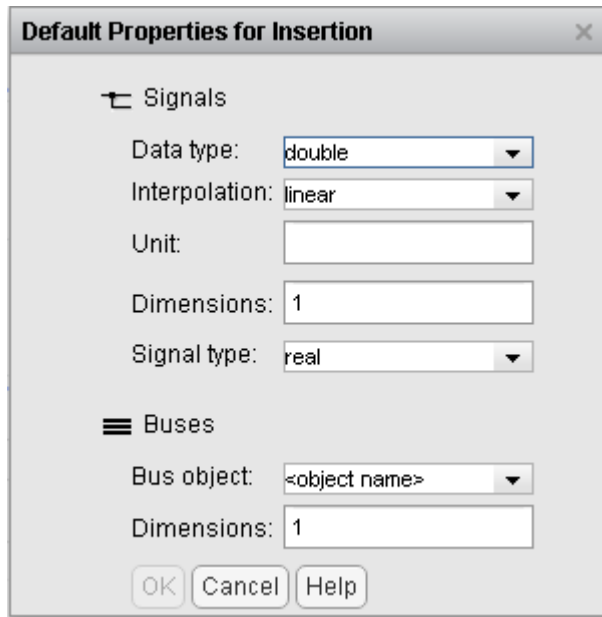 Default Properties for Insertion
Signals
Data type: double
Interpolation: linear
Unit:
Dimensions: 1
Signal type: real
Buses
Bus object: <object name>
Dimensions: 1
OK Cancel Help